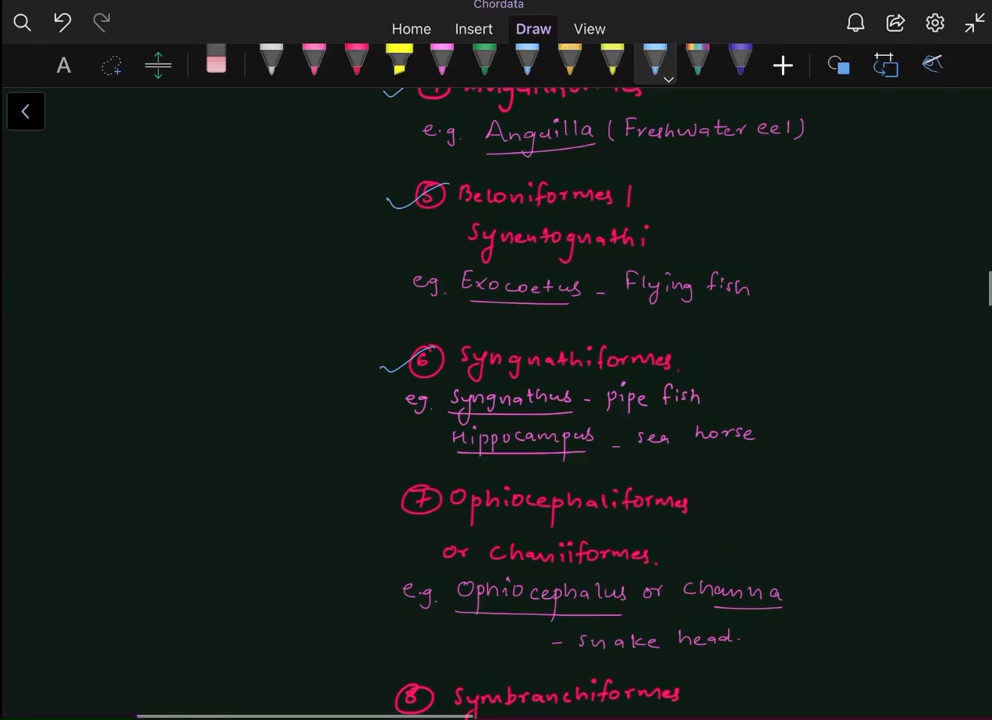 Chordata
Home Insert Draw View
A
e.g. Anguilla (Freshwater eel)
5 Beloniformes |
Synentognathi
eg. Exocoetus - Flying fish
6 Syngnathiformes.
eg. Syngnathus - pipe fish
Hippocampus - sea horse
7 Ophiocephaliformes
or Chaniiformes.
e.g. Ophiocephalus or Channa
- snake head.
8 Symbranchiformes